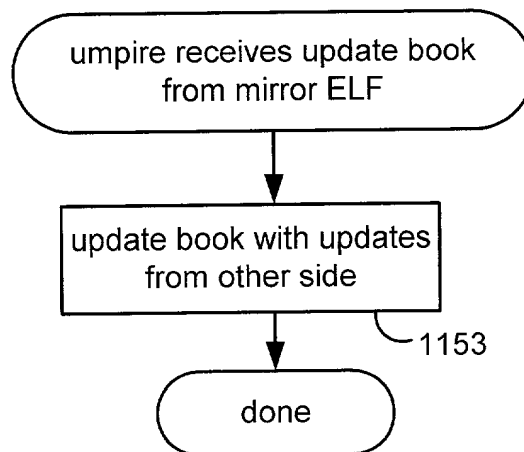 umpire receives update book
from mirror ELF
update book with updates
from other side
1153
done